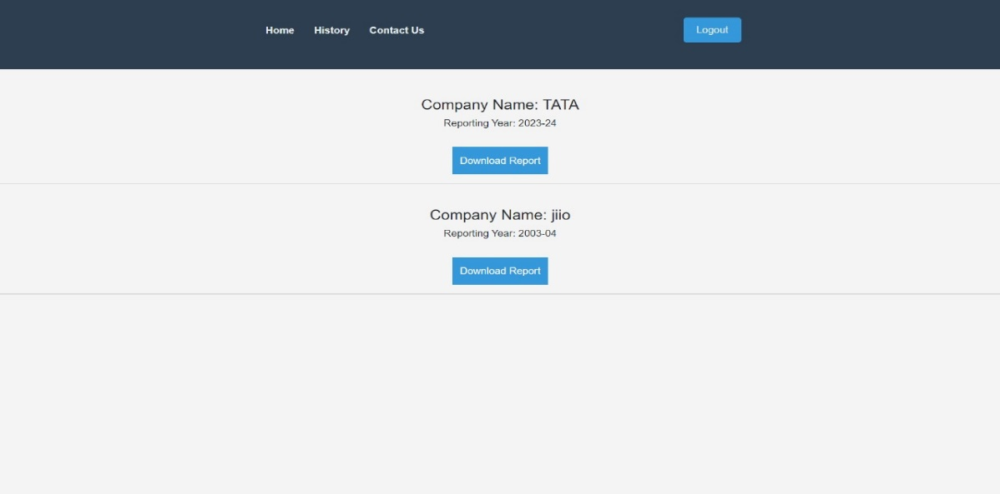 Home History Contact Us Logout
Company Name: TATA
Reporting Year: 2023-24
Download Report
Company Name: jiio
Reporting Year: 2003-04
Download Report